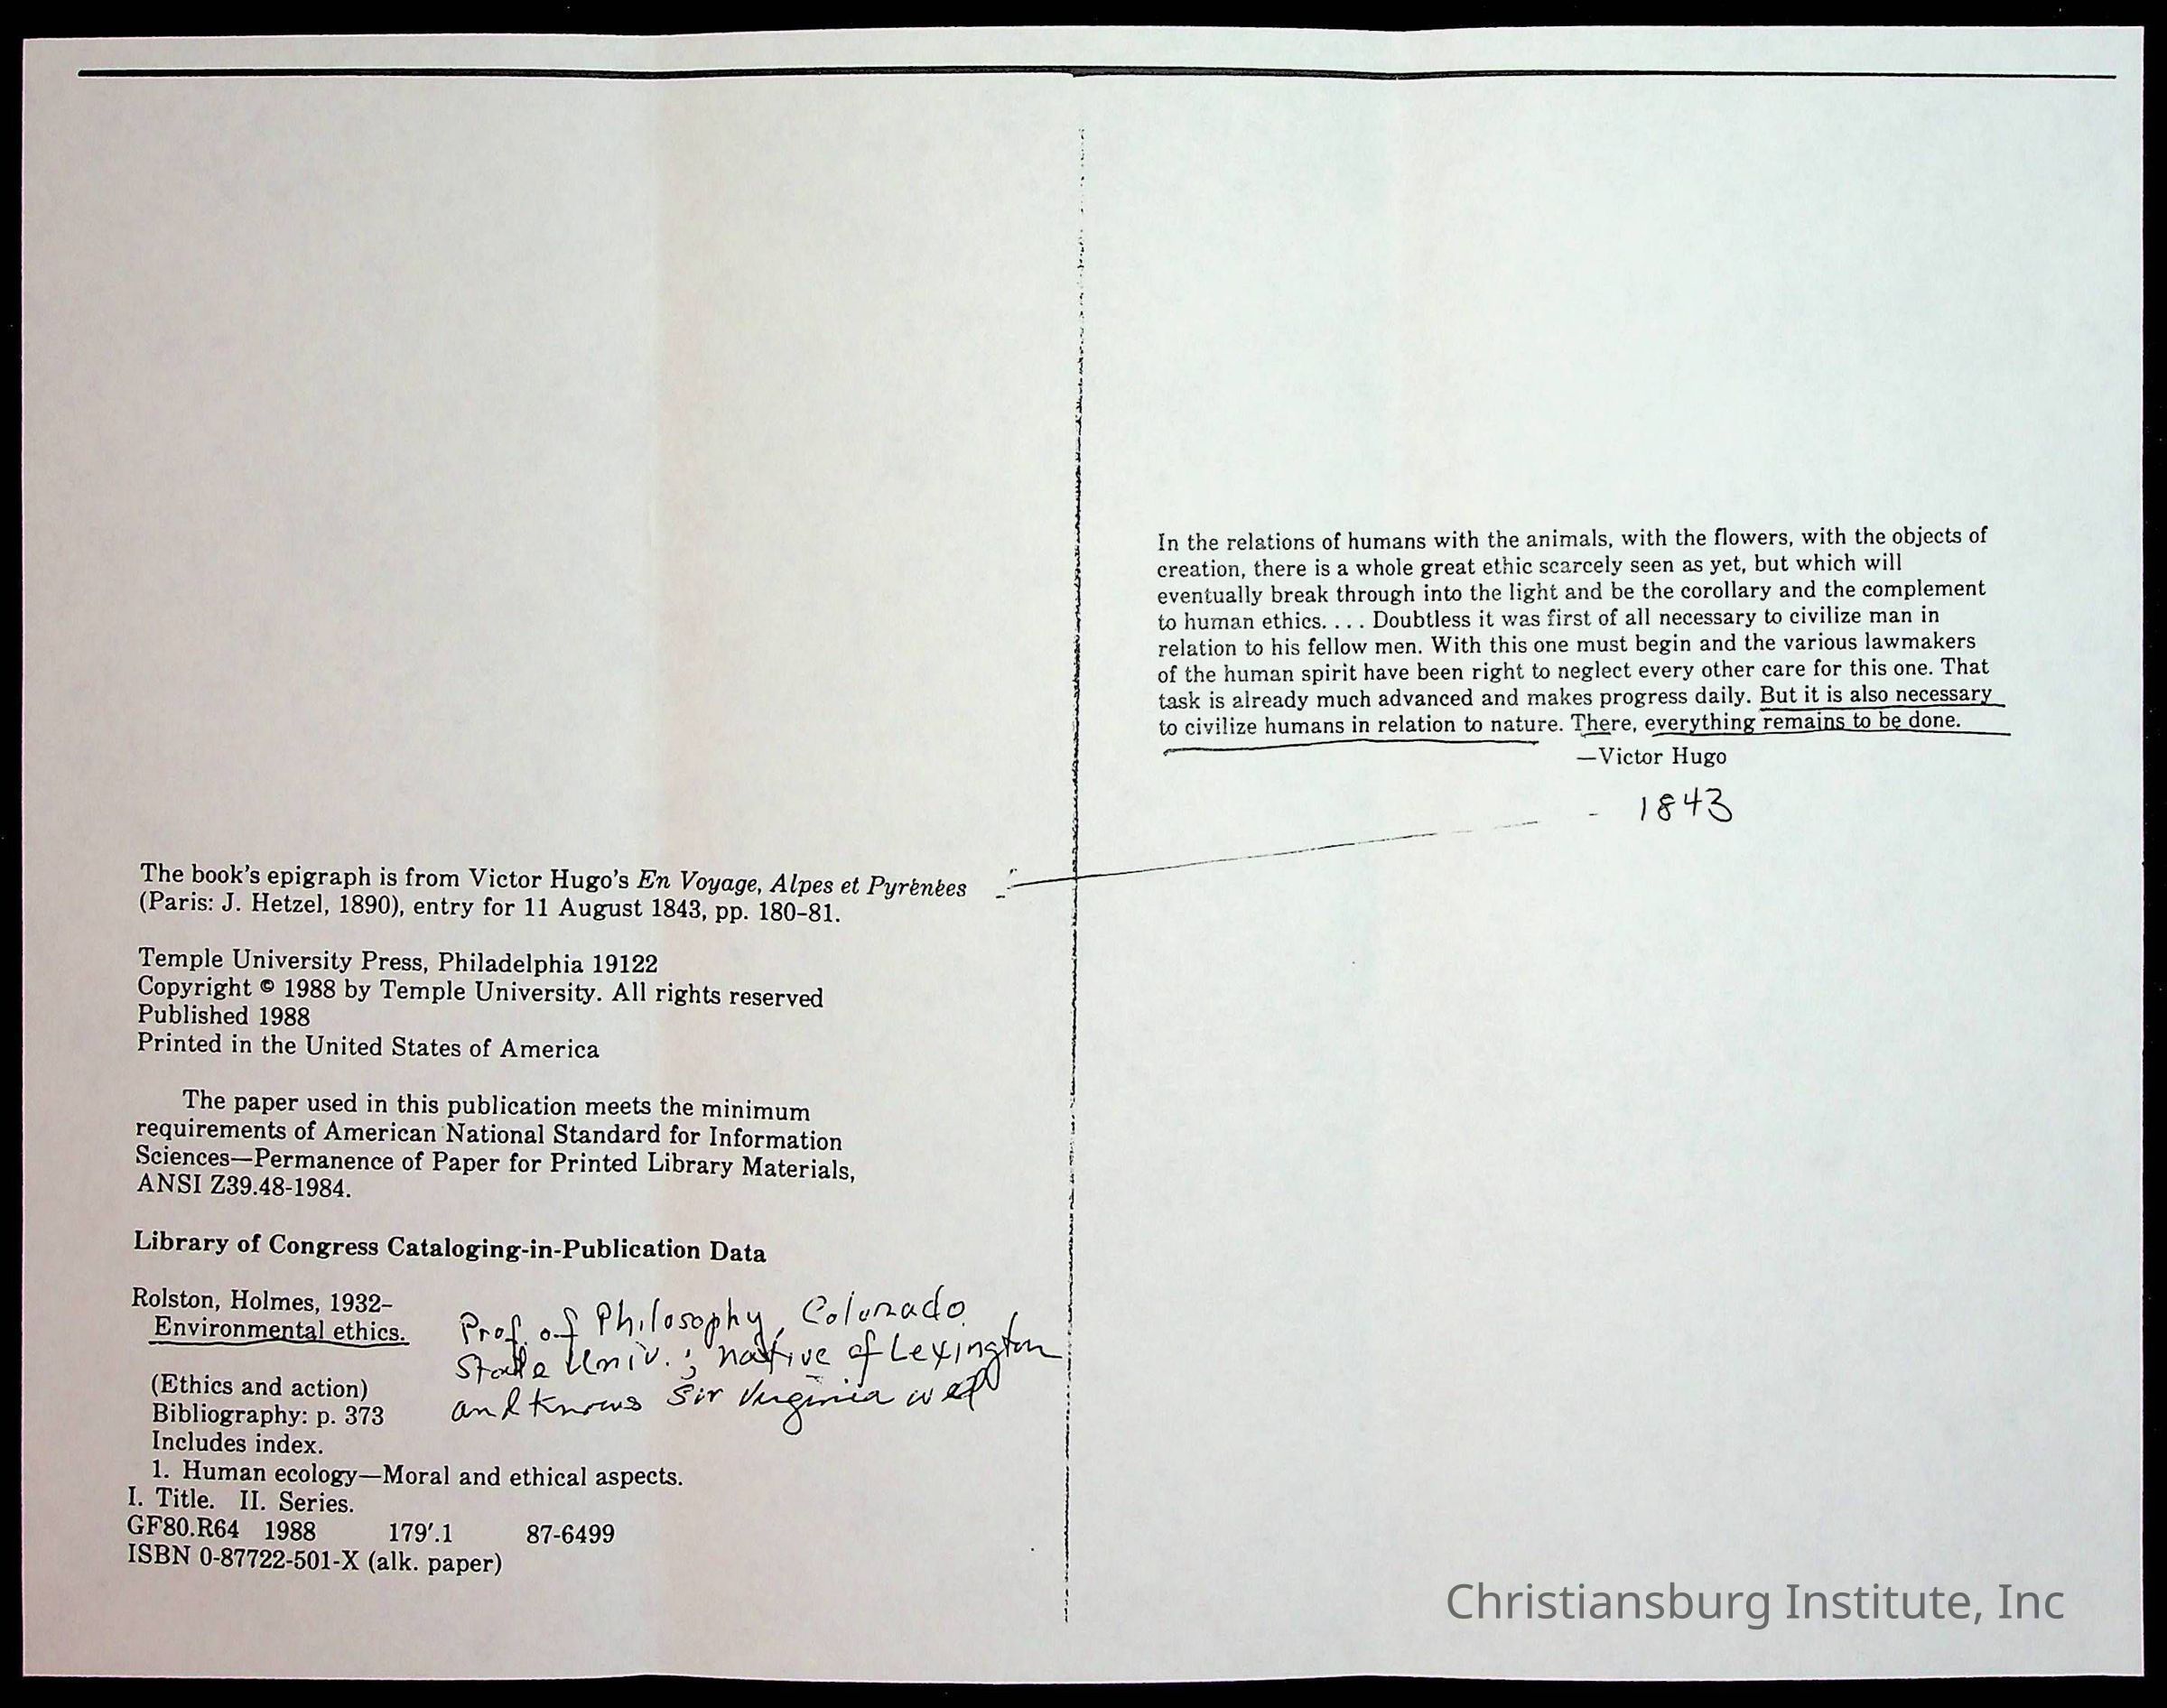 The book's epigraph is from Victor Hugo's En Voyage, Alpes et Pyrènèes
(Paris: J. Hetzel, 1890), entry for 11 August 1843, pp. 180–81.
Temple University Press, Philadelphia 19122
Copyright © 1988 by Temple University. All rights reserved
Published 1988
Printed in the United States of America
The paper used in this publication meets the minimum
requirements of American National Standard for Information
Sciences—Permanence of Paper for Printed Library Materials,
ANSI Z39.48-1984.
Library of Congress Cataloging-in-Publication Data
Rolston, Holmes, 1932–
Environmental ethics.
Prof. of Philosophy, Colorado
State Univ.; native of Lexington
and knows Virginia well
(Ethics and action)
Bibliography: p. 373
Includes index.
1. Human ecology—Moral and ethical aspects.
I. Title. II. Series.
GF80.R64 1988 179'.1 87-6499
ISBN 0-87722-501-X (alk. paper)
In the relations of humans with the animals, with the flowers, with the objects of
creation, there is a whole great ethic scarcely seen as yet, but which will
eventually break through into the light and be the corollary and the complement
to human ethics. . . . Doubtless it was first of all necessary to civilize man in
relation to his fellow men. With this one must begin and the various lawmakers
of the human spirit have been right to neglect every other care for this one. That
task is already much advanced and makes progress daily. But it is also necessary
to civilize humans in relation to nature. There, everything remains to be done.
—Victor Hugo
1843
Christiansburg Institute, Inc